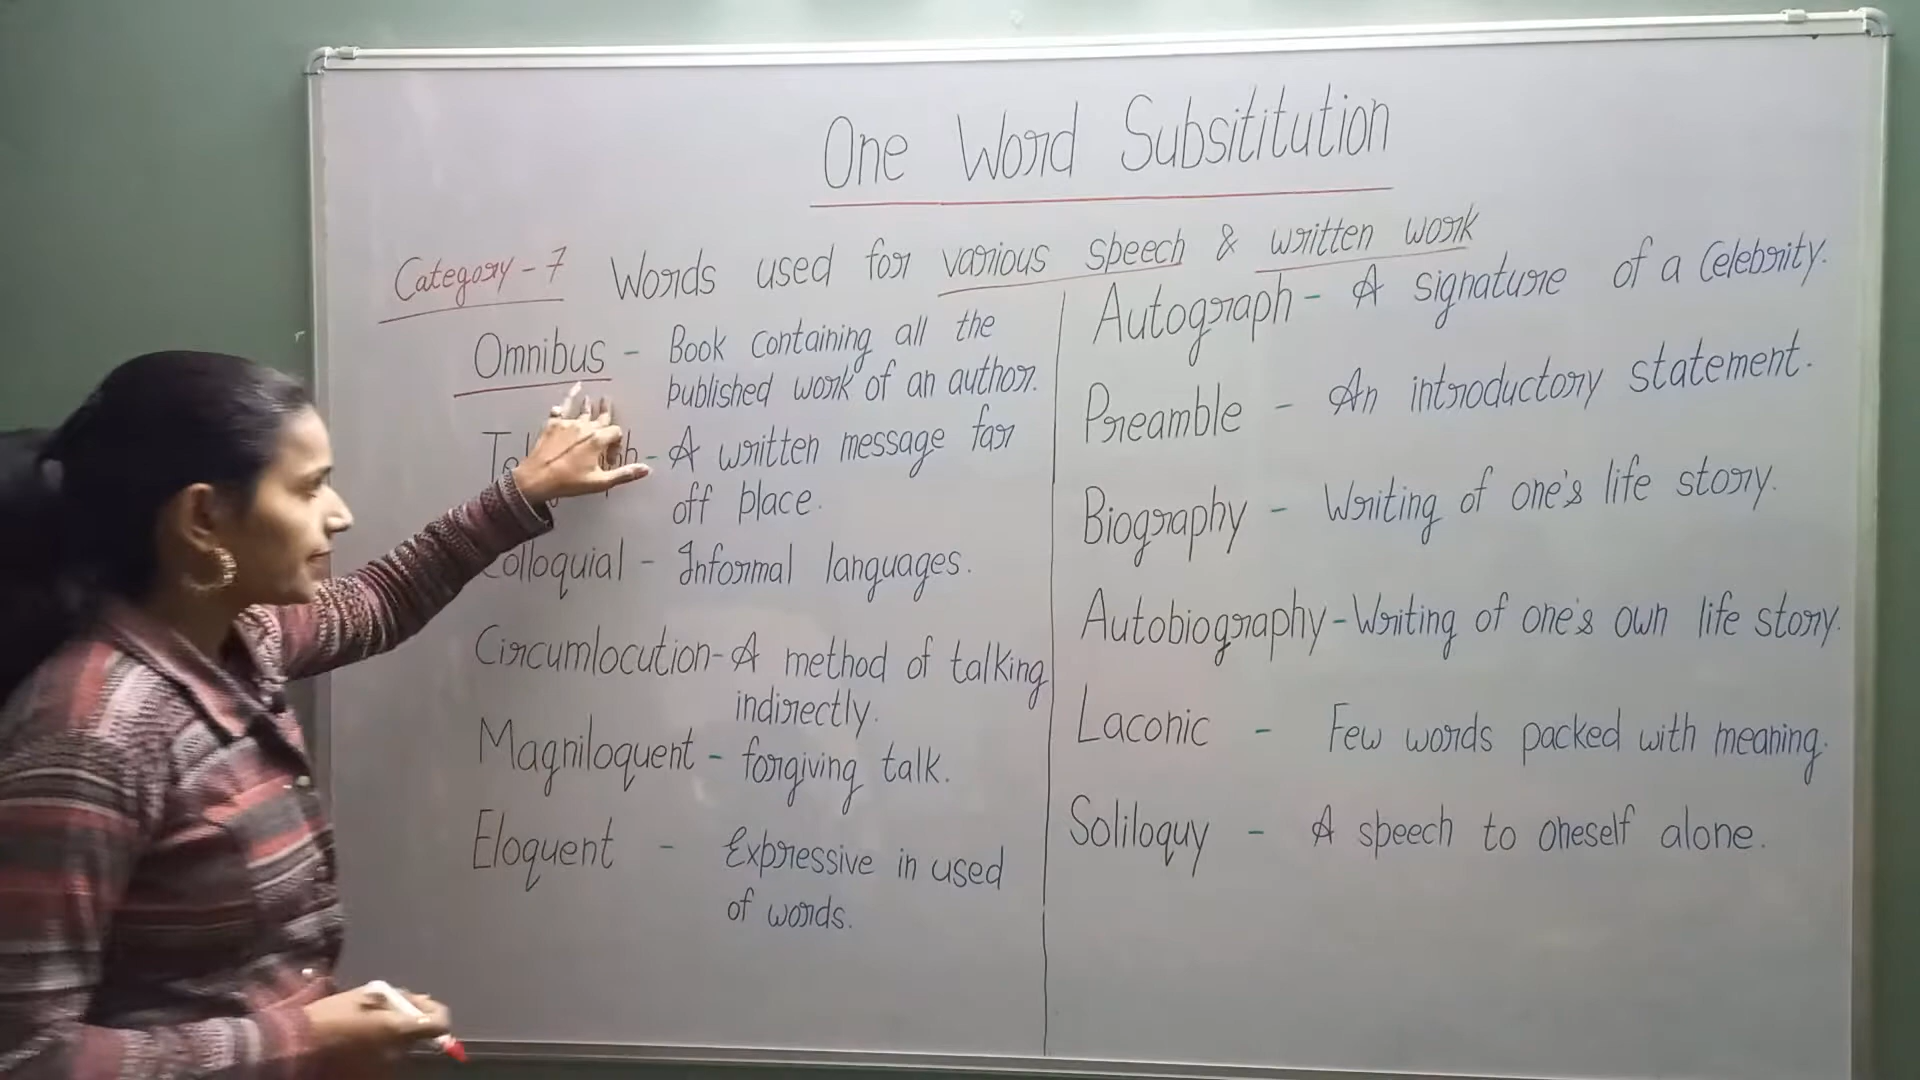 One Word Subsititution
Category - 7 Words used for various speech & written work
Omnibus - Book containing all the
published work of an author.
- A written message far
off place.
Colloquial - Informal languages.
Circumlocution - A method of talking
indirectly.
Magniloquent - forgiving talk.
Eloquent - Expressive in used
of words.
Autograph - A signature of a Celebrity.
Preamble - An introductory statement.
Biography - Writing of one's life story.
Autobiography - Writing of one's own life story.
Laconic - Few words packed with meaning.
Soliloquy - A speech to oneself alone.